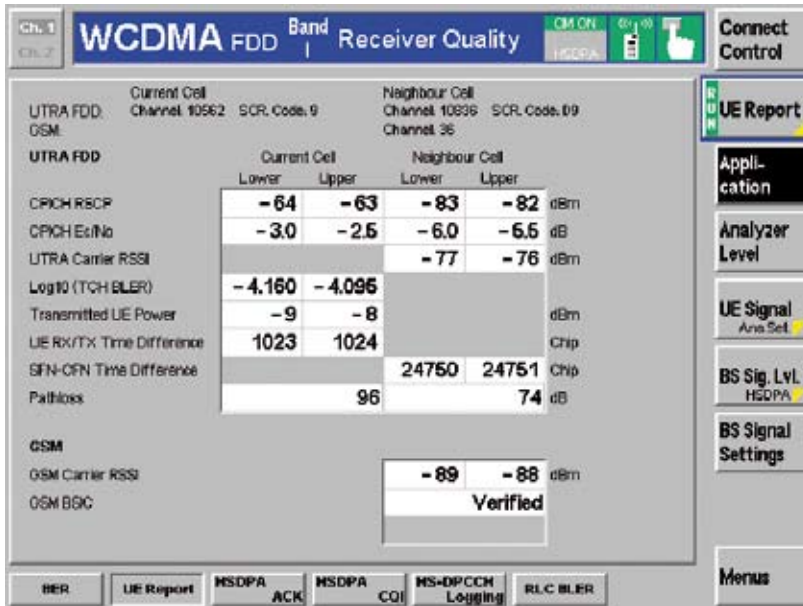 Ch. 1
Ch. 2
WCDMA FDD Band I Receiver Quality
CM ON
HSDPA
Connect Control
Current Cell Neighbour Cell
UTRA FDD: Channel: 10562 SCR. Code: 9 Channel: 10836 SCR. Code: D9
GSM: Channel: 36
RUN
UE Report
UTRA FDD Current Cell Neighbour Cell
Lower Upper Lower Upper
Appli-
cation
CPICH RSCP -64 -63 -83 -82 dBm
CPICH Ec/No -3.0 -2.5 -6.0 -5.5 dB
UTRA Carrier RSSI -77 -76 dBm
Analyzer Level
Log10 (TCH BLER) -4.160 -4.095
Transmitted UE Power -9 -8 dBm
UE RX/TX Time Difference 1023 1024 Chip
UE Signal
Ana.Set.
SFN-CFN Time Difference 24750 24751 Chip
Pathloss 96 74 dB
BS Sig. Lvl.
HSDPA
GSM
GSM Carrier RSSI -89 -88 dBm
GSM BSIC Verified
BS Signal Settings
BER
UE Report
HSDPA ACK
HSDPA CQI
HS-DPCCH Logging
RLC BLER
Menus